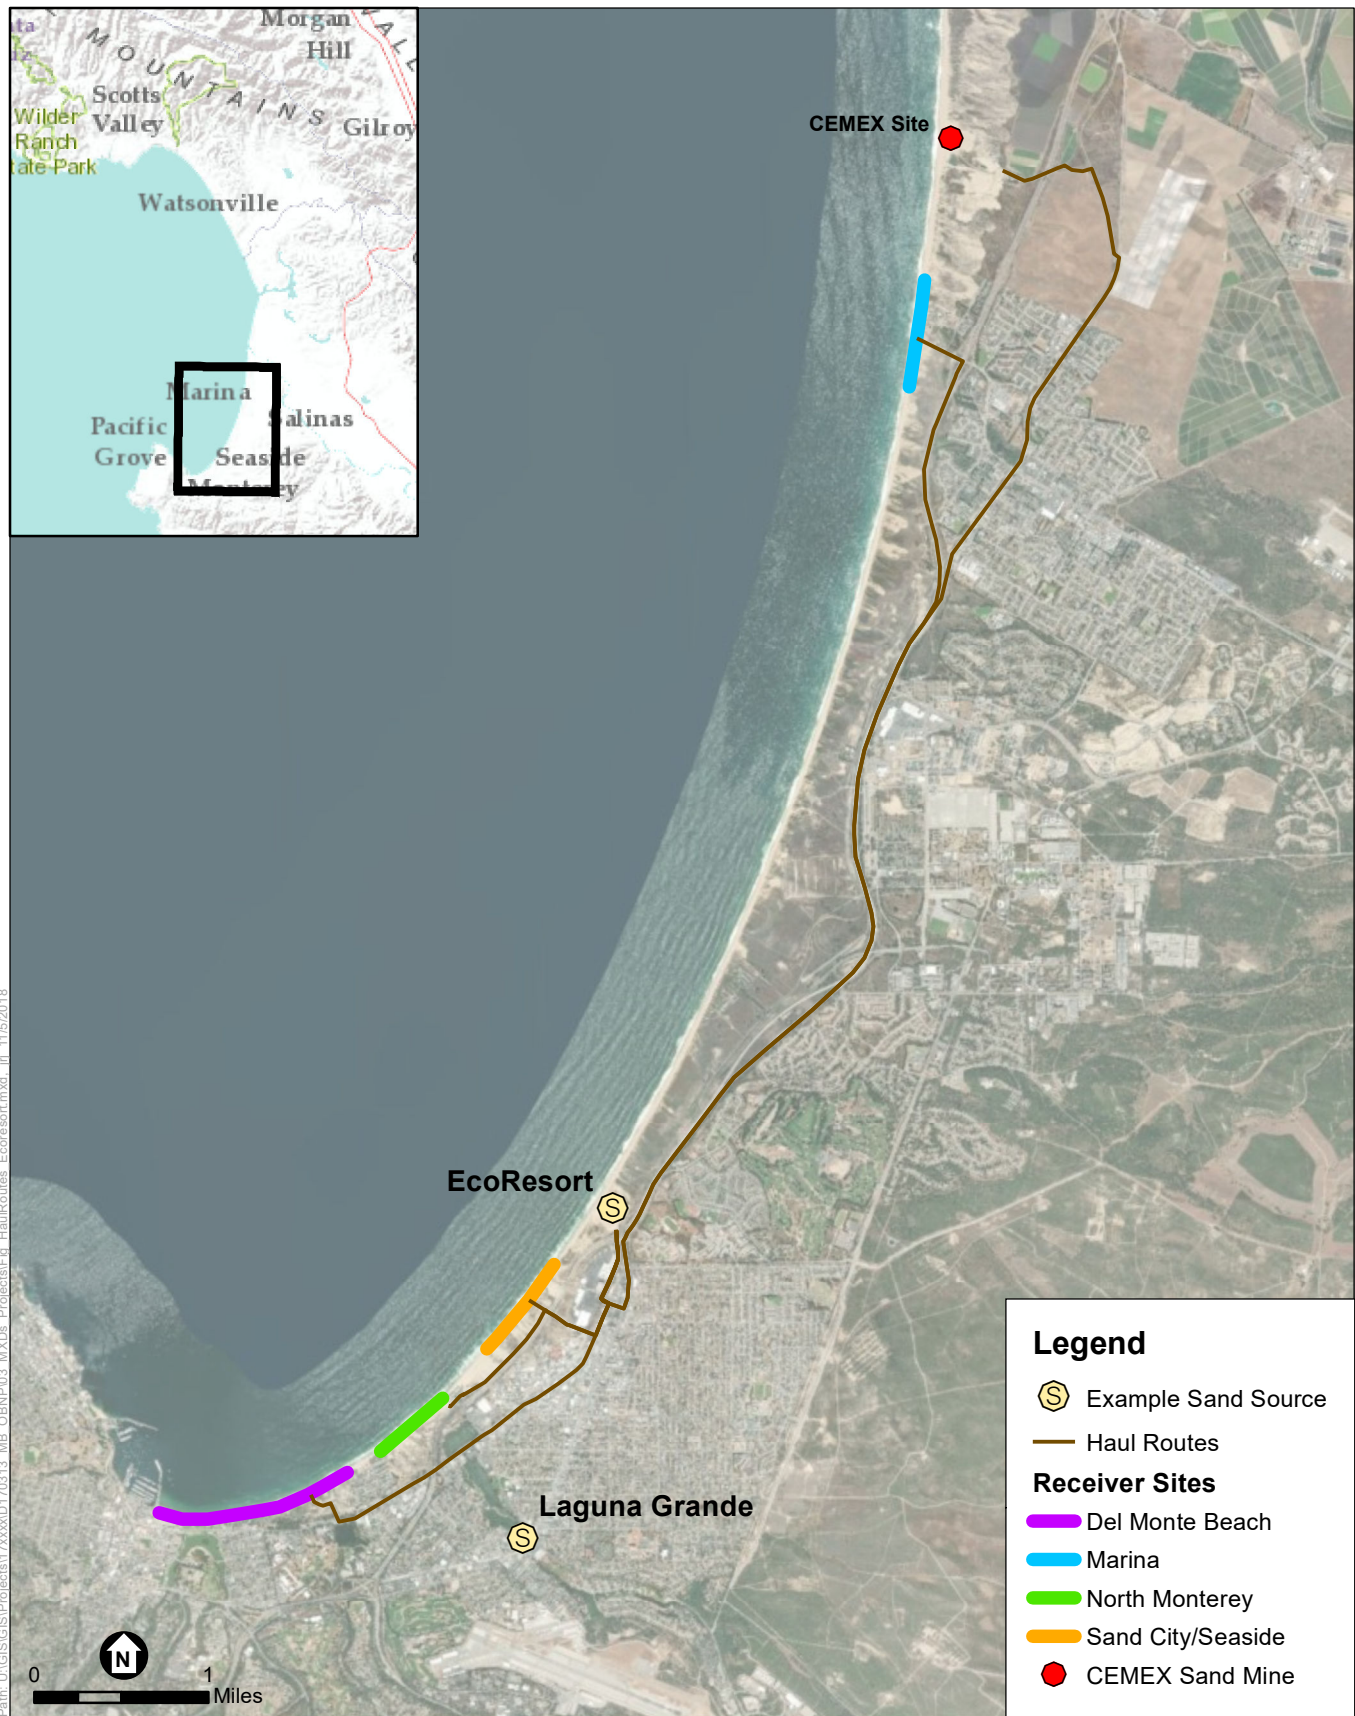 Morgan
Hill
VALL
MOUNTAINS
Scotts
Valley
Gilroy
Wilder
Ranch
tate Park
Watsonville
Marina
Salinas
Pacific
Grove
Seaside
Monterey
CEMEX Site
EcoResort
Laguna Grande
Legend
Example Sand Source
Haul Routes
Receiver Sites
Del Monte Beach
Marina
North Monterey
Sand City/Seaside
CEMEX Sand Mine
S
S
S
N
0 1
Miles